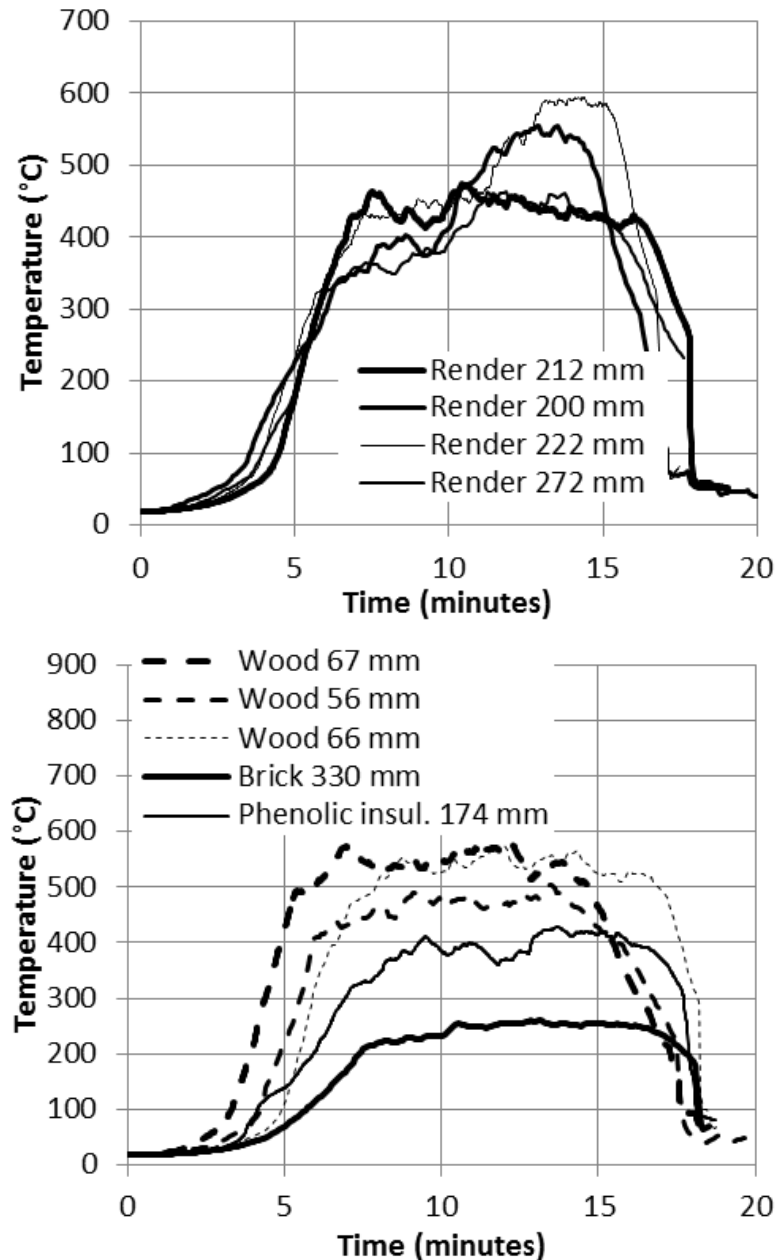 700
600
500
400
300
200
100
0
Temperature (°C)
Render 212 mm
Render 200 mm
Render 222 mm
Render 272 mm
0 5 10 15 20
Time (minutes)
Wood 67 mm
Wood 56 mm
Wood 66 mm
Brick 330 mm
Phenolic insul. 174 mm
900
800
700
600
500
400
300
200
100
0
Temperature (°C)
0 5 10 15 20
Time (minutes)